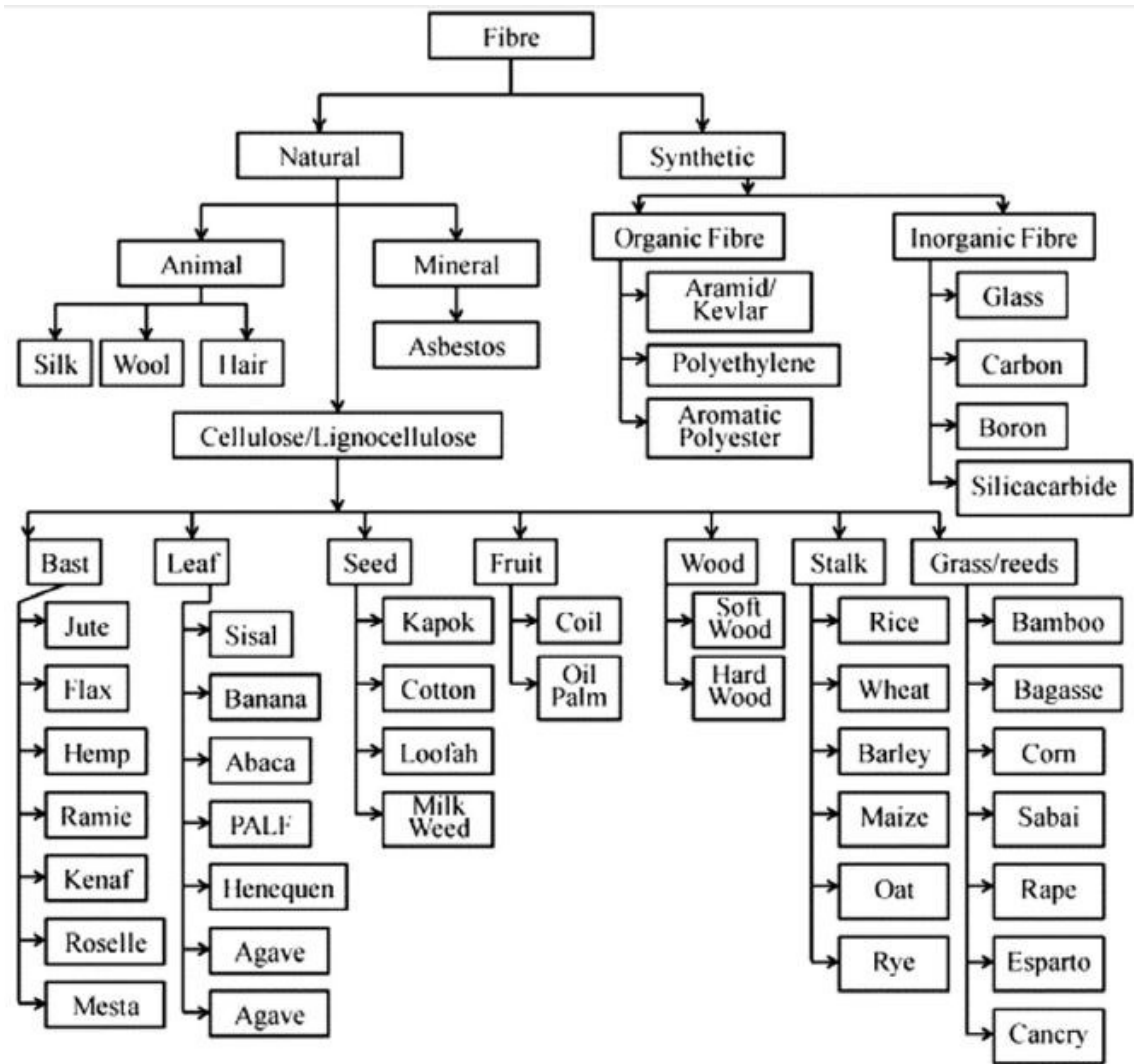 Fibre
Natural
Synthetic
Organic Fibre
Inorganic Fibre
Animal
Mineral
Aramid/
Kevlar
Glass
Silk
Wool
Hair
Asbestos
Polyethylene
Carbon
Cellulose/Lignocellulose
Aromatic
Polyester
Boron
Silicacarbide
Bast
Leaf
Seed
Fruit
Wood
Stalk
Grass/reeds
Jute
Flax
Hemp
Ramie
Kenaf
Roselle
Mesta
Sisal
Banana
Abaca
PALF
Henequen
Agave
Agave
Kapok
Cotton
Loofah
Milk
Weed
Coil
Oil
Palm
Soft
Wood
Hard
Wood
Rice
Wheat
Barley
Maize
Oat
Rye
Bamboo
Bagasse
Corn
Sabai
Rape
Esparto
Cancry